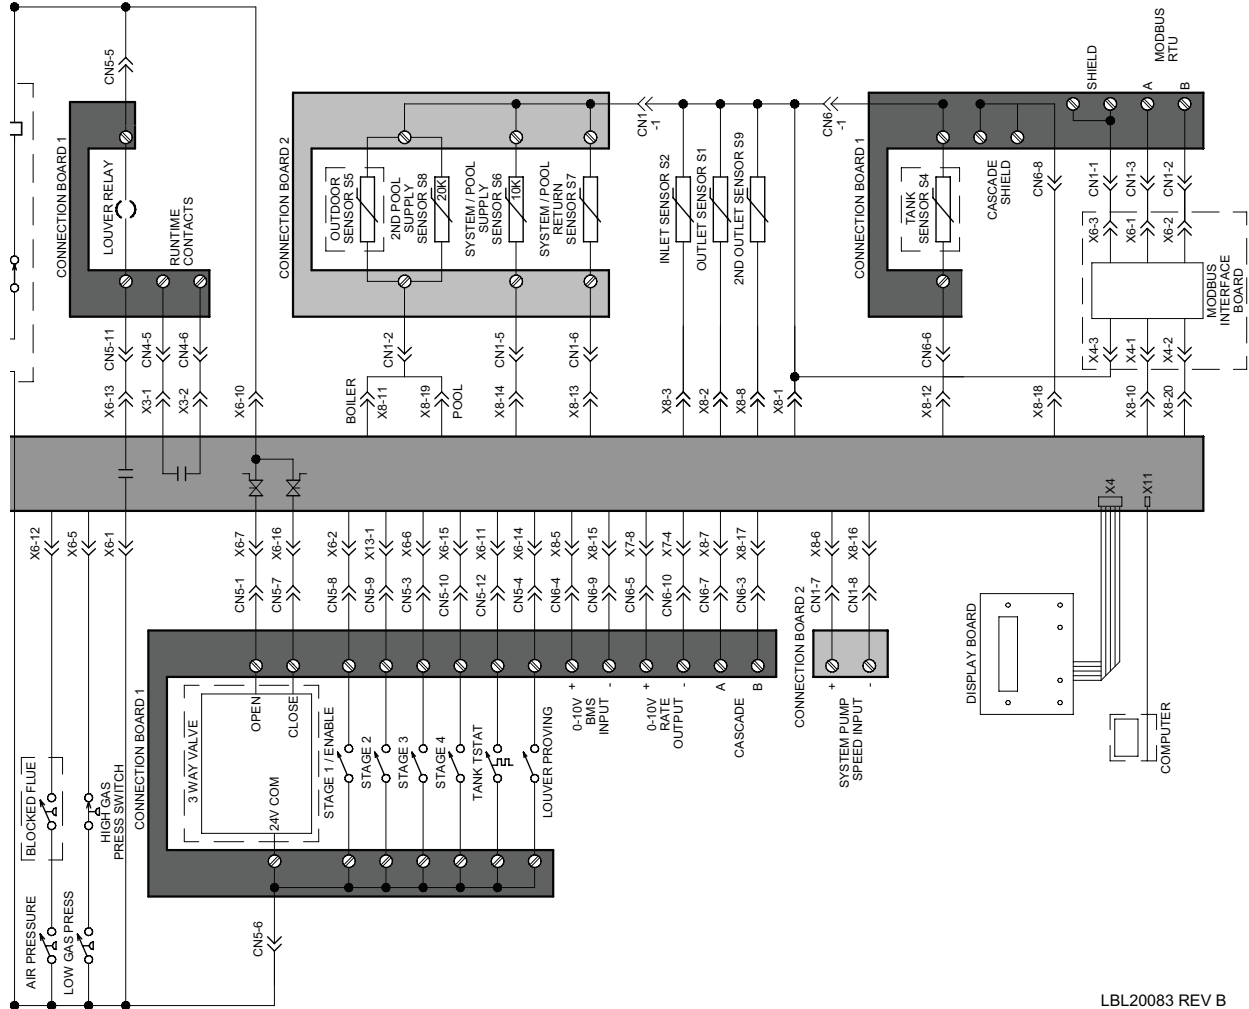 CN5-5
CONNECTION BOARD 1
LOUVER RELAY
RUNTIME
CONTACTS
CN5-11
CN4-5
CN4-6
X6-13
X3-1
X3-2
X6-10
CONNECTION BOARD 2
OUTDOOR
SENSOR S5
2ND POOL
SUPPLY
SENSOR S8
20K
SYSTEM / POOL
SUPPLY
SENSOR S6
10K
SYSTEM/POOL
RETURN
SENSOR S7
CN1-2
CN1-5
CN1-6
BOILER
X8-11
X8-19
POOL
X8-14
X8-13
CN1
-1
INLET SENSOR S2
OUTLET SENSOR S1
2ND OUTLET SENSOR S9
X8-3
X8-2
X8-8
X8-1
CN6
-1
CONNECTION BOARD 1
TANK
SENSOR S4
CASCADE
SHIELD
CN6-6
CN6-8
X8-12
X8-18
SHIELD
MODBUS
RTU
A
B
CN1-1
CN1-3
CN1-2
X6-3
X6-1
X6-2
MODBUS
INTERFACE
BOARD
X4-3
X4-1
X4-2
X8-10
X8-20
X4
X11
X6-12
X6-5
X6-1
X6-7
X6-16
X6-2
X13-1
X6-6
X6-15
X6-11
X6-14
X8-5
X8-15
X7-8
X7-4
X8-7
X8-17
X8-6
X8-16
CN5-1
CN5-7
CN5-8
CN5-9
CN5-3
CN5-10
CN5-12
CN5-4
CN6-4
CN6-9
CN6-5
CN6-10
CN6-7
CN6-3
CN1-7
CN1-8
CONNECTION BOARD 1
3 WAY VALVE
OPEN
CLOSE
24V COM
STAGE 1 / ENABLE
STAGE 2
STAGE 3
STAGE 4
TANK TSTAT
LOUVER PROVING
+
0-10V
BMS
INPUT
-
+
0-10V
RATE
OUTPUT
-
A
CASCADE
B
CONNECTION BOARD 2
+
SYSTEM PUMP
SPEED INPUT
-
DISPLAY BOARD
COMPUTER
BLOCKED FLUE
HIGH GAS
PRESS SWITCH
AIR PRESSURE
LOW GAS PRESS
CN5-6
LBL20083 REV B